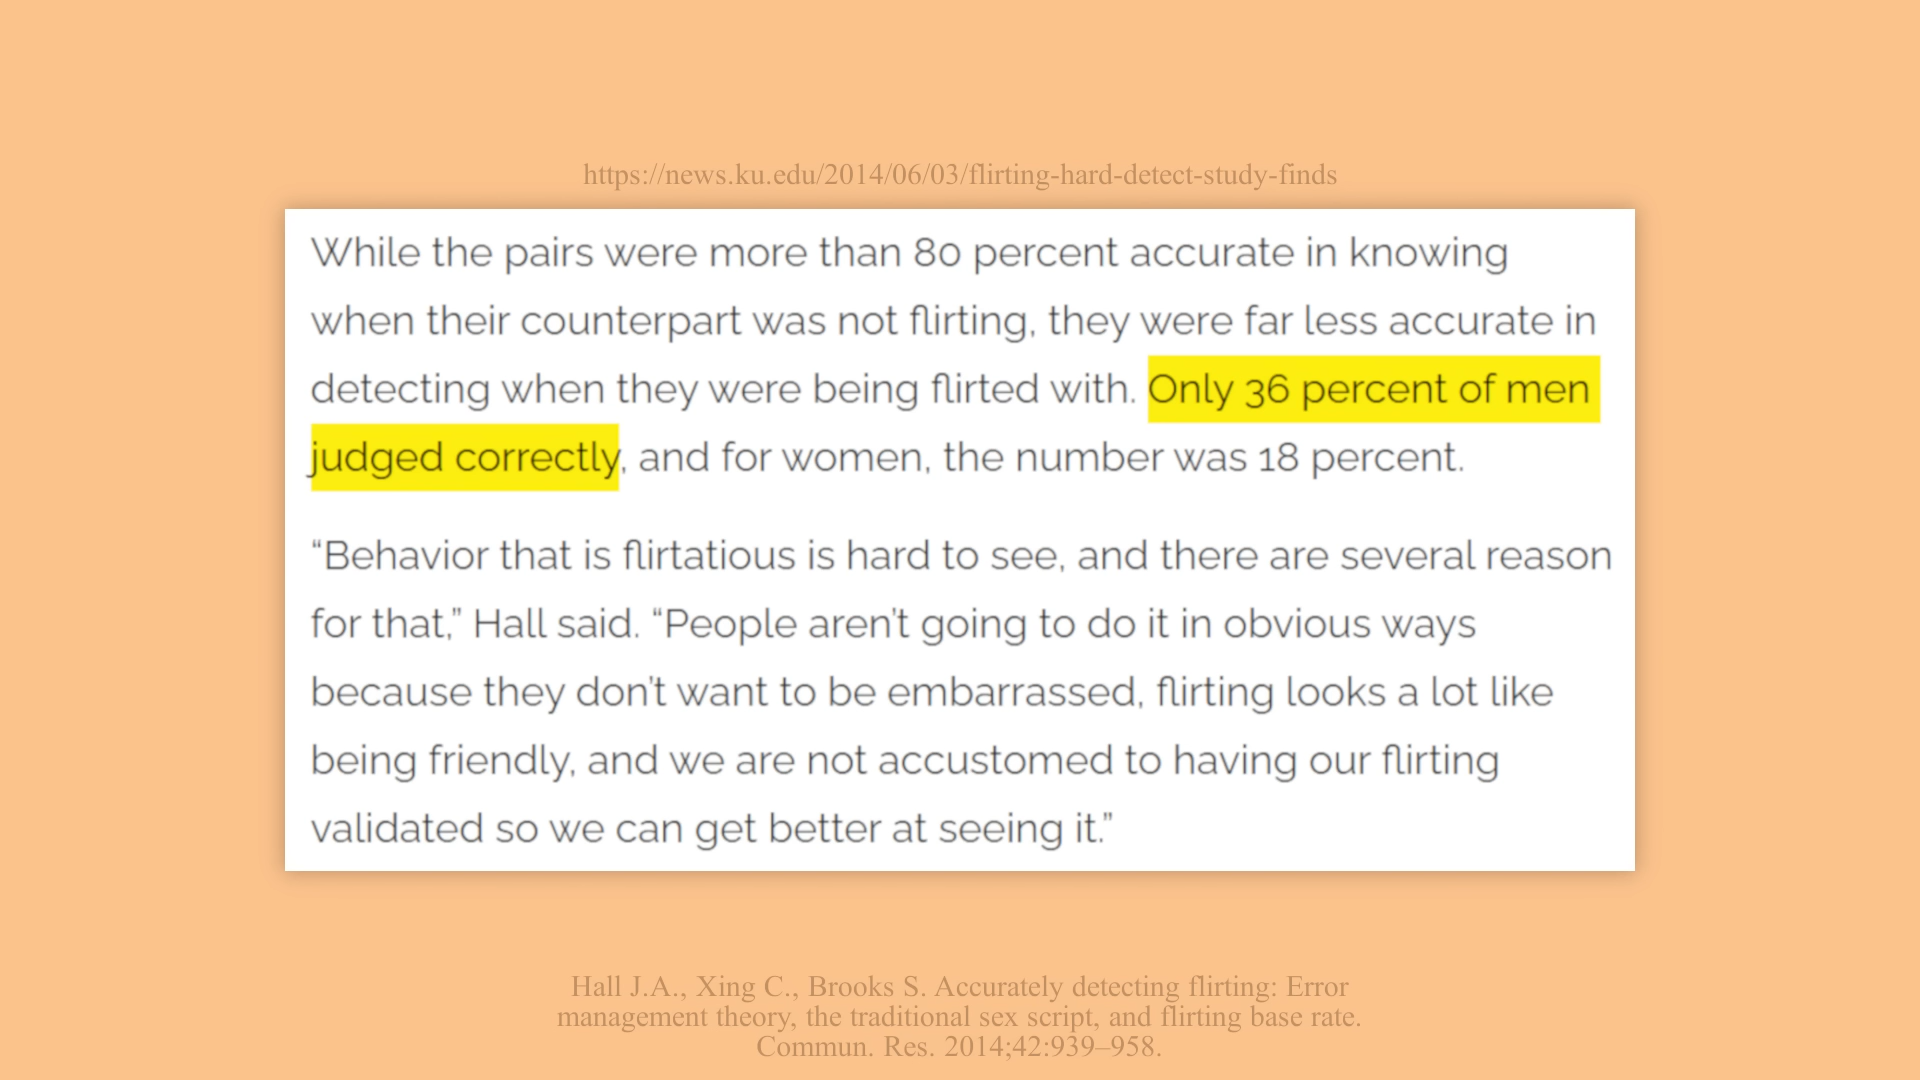 https://news.ku.edu/2014/06/03/flirting-hard-detect-study-finds
While the pairs were more than 80 percent accurate in knowing
when their counterpart was not flirting, they were far less accurate in
detecting when they were being flirted with. Only 36 percent of men
judged correctly, and for women, the number was 18 percent.
“Behavior that is flirtatious is hard to see, and there are several reason
for that,” Hall said. “People aren’t going to do it in obvious ways
because they don’t want to be embarrassed, flirting looks a lot like
being friendly, and we are not accustomed to having our flirting
validated so we can get better at seeing it.”
Hall J.A., Xing C., Brooks S. Accurately detecting flirting: Error
management theory, the traditional sex script, and flirting base rate.
Commun. Res. 2014;42:939–958.